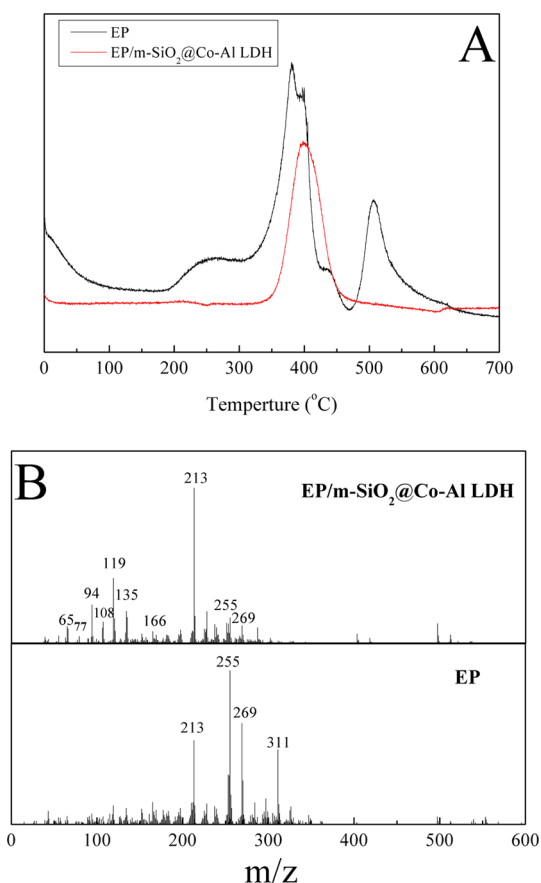 EP
EP/m-SiO₂@Co-Al LDH
A
0 100 200 300 400 500 600 700
Temperture (°C)
B
EP/m-SiO₂@Co-Al LDH
213
119
94
135
65
77
108
166
255
269
EP
255
269
213
311
0 100 200 300 400 500 600
m/z